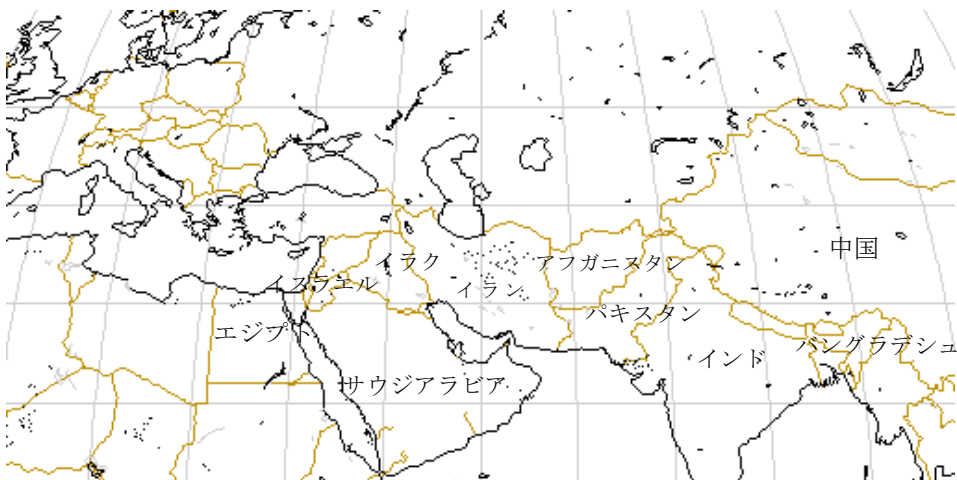 中国
イラク
アフガニスタン
イスラエル
イラン
パキスタン
エジプト
バングラデシュ
インド
サウジアラビア